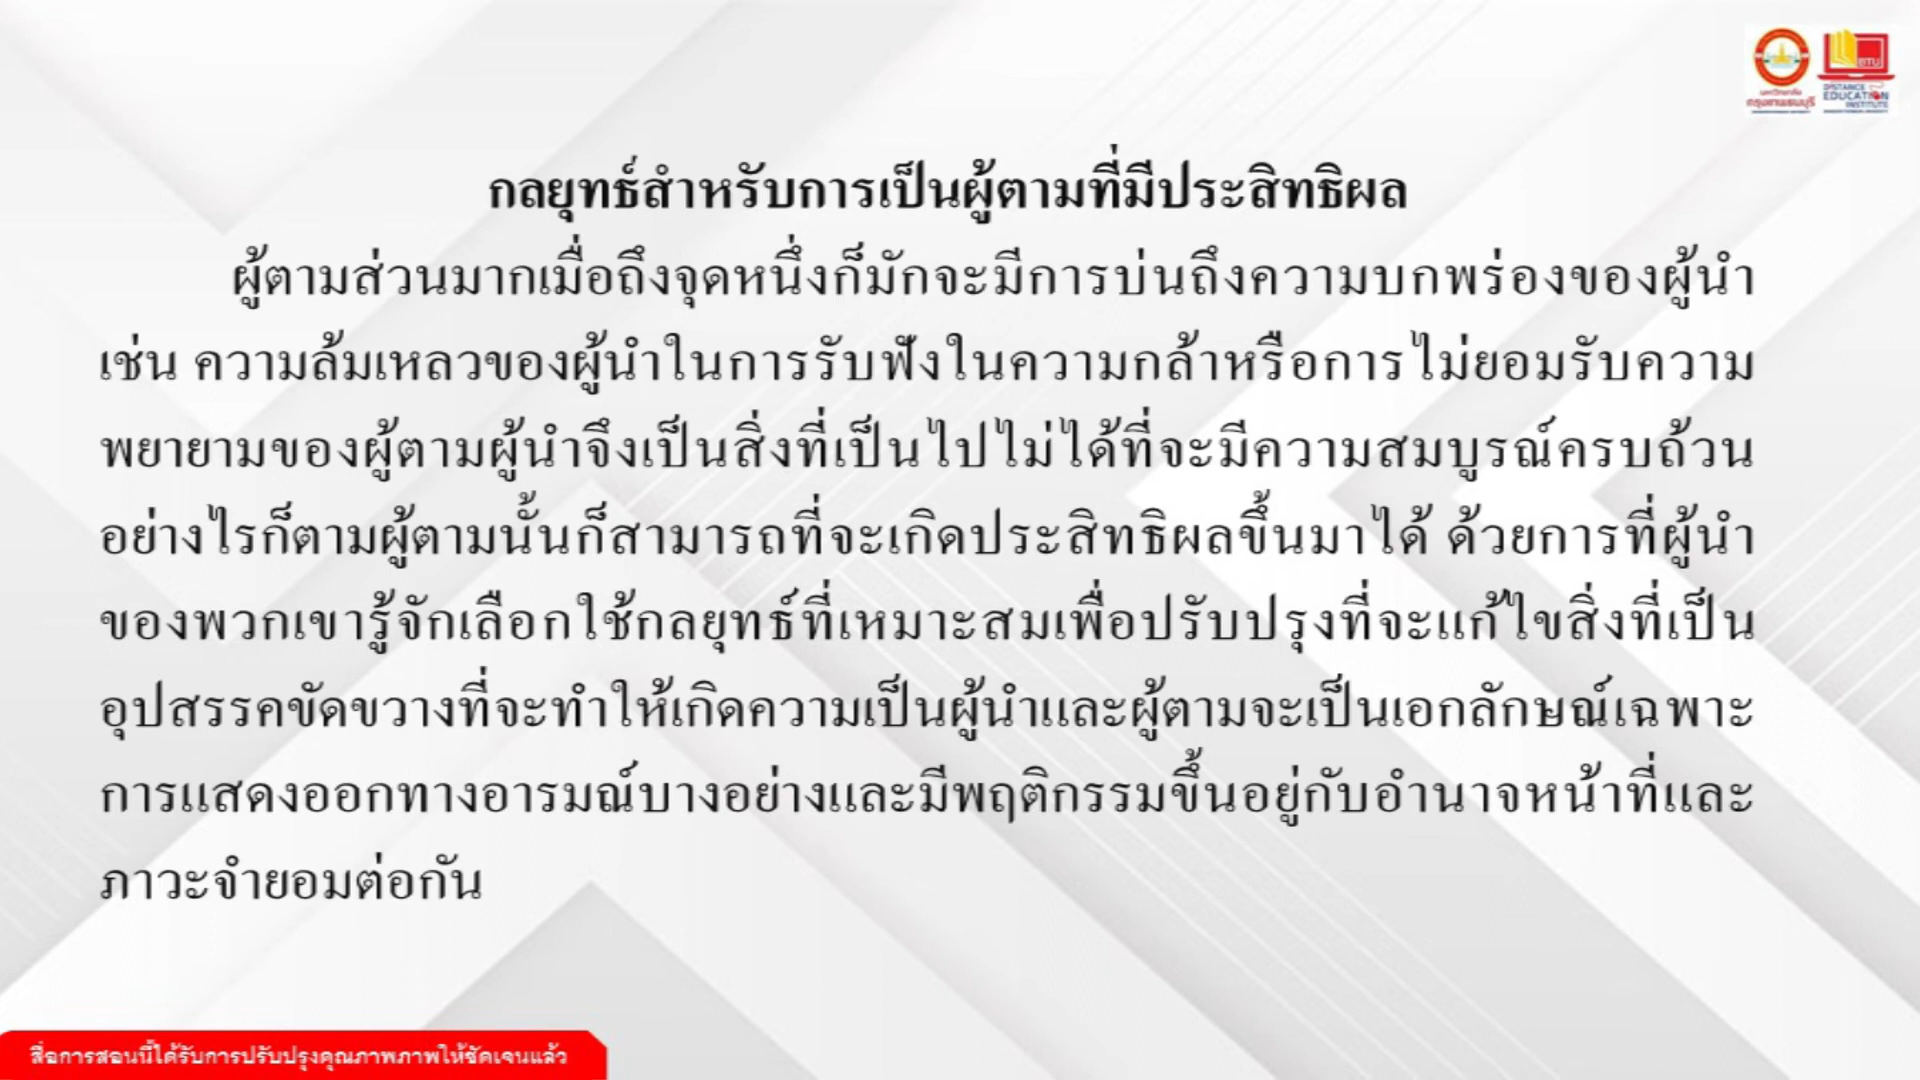 มหาวิทยาลัย
กรุงเทพธนบุรี
BTU
DISTANCE
EDUCATION
INSTITUTE
กลยุทธ์สำหรับการเป็นผู้ตามที่มีประสิทธิผล
ผู้ตามส่วนมากเมื่อถึงจุดหนึ่งก็มักจะมีการบ่นถึงความบกพร่องของผู้นำ
เช่น ความล้มเหลวของผู้นำในการรับฟังในความกล้าหรือการไม่ยอมรับความ
พยายามของผู้ตามผู้นำจึงเป็นสิ่งที่เป็นไปไม่ได้ที่จะมีความสมบูรณ์ครบถ้วน
อย่างไรก็ตามผู้ตามนั้นก็สามารถที่จะเกิดประสิทธิผลขึ้นมาได้ ด้วยการที่ผู้นำ
ของพวกเขารู้จักเลือกใช้กลยุทธ์ที่เหมาะสมเพื่อปรับปรุงที่จะแก้ไขสิ่งที่เป็น
อุปสรรคขัดขวางที่จะทำให้เกิดความเป็นผู้นำและผู้ตามจะเป็นเอกลักษณ์เฉพาะ
การแสดงออกทางอารมณ์บางอย่างและมีพฤติกรรมขึ้นอยู่กับอำนาจหน้าที่และ
ภาวะจำยอมต่อกัน
สื่อการสอนนี้ได้รับการปรับปรุงคุณภาพภาพให้ชัดเจนแล้ว